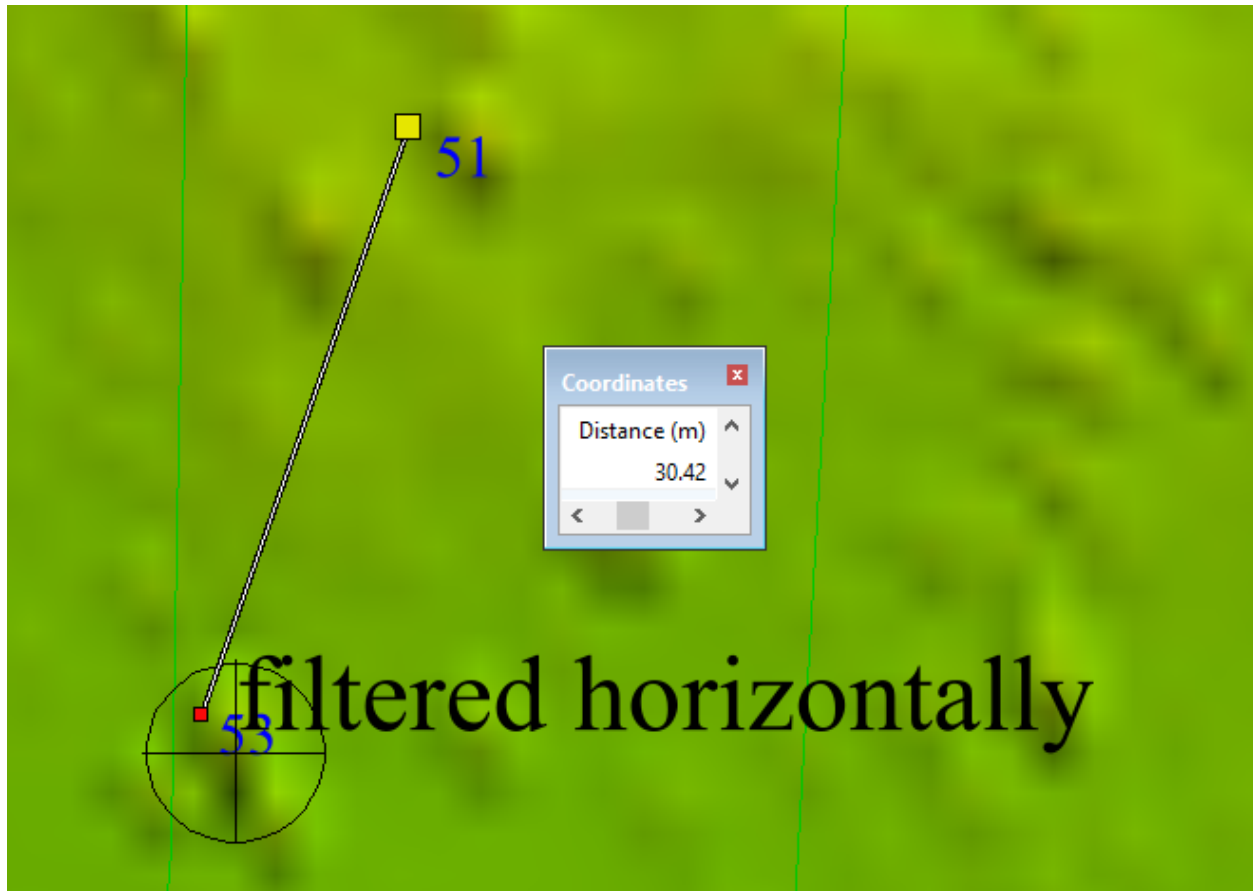 51
Coordinates
Distance (m)
30.42
filtered horizontally
53